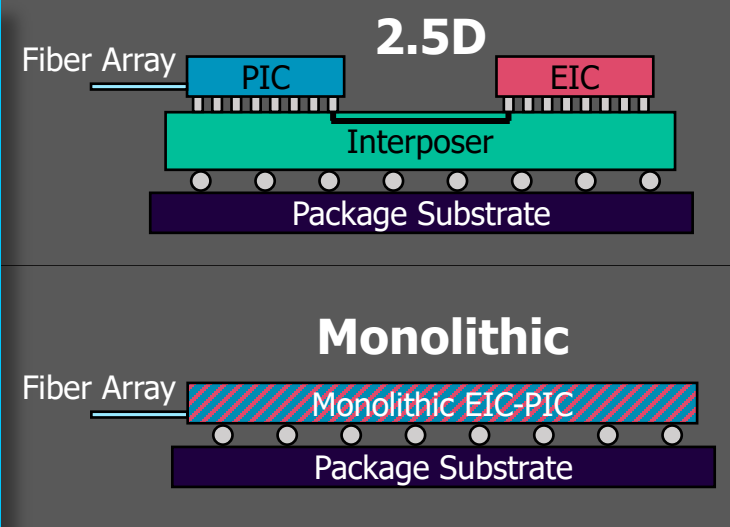 2.5D
Fiber Array
PIC
EIC
Interposer
Package Substrate
Monolithic
Fiber Array
Monolithic EIC-PIC
Package Substrate